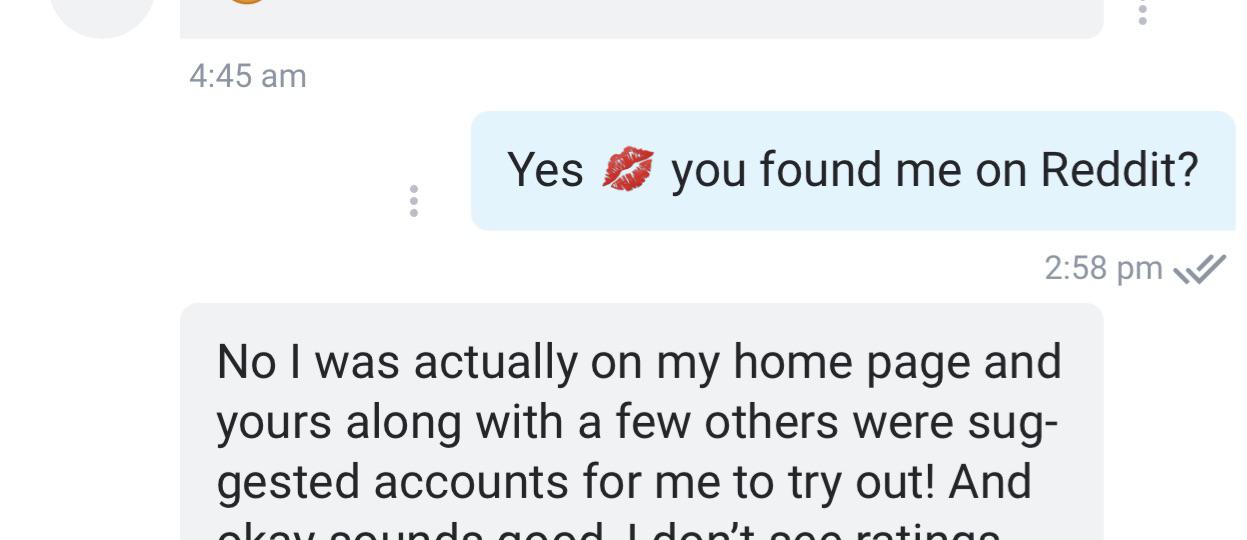 4:45 am
Yes 💋 you found me on Reddit?
2:58 pm
No I was actually on my home page and
yours along with a few others were sug-
gested accounts for me to try out! And
okay sounds good. I don't see ratings